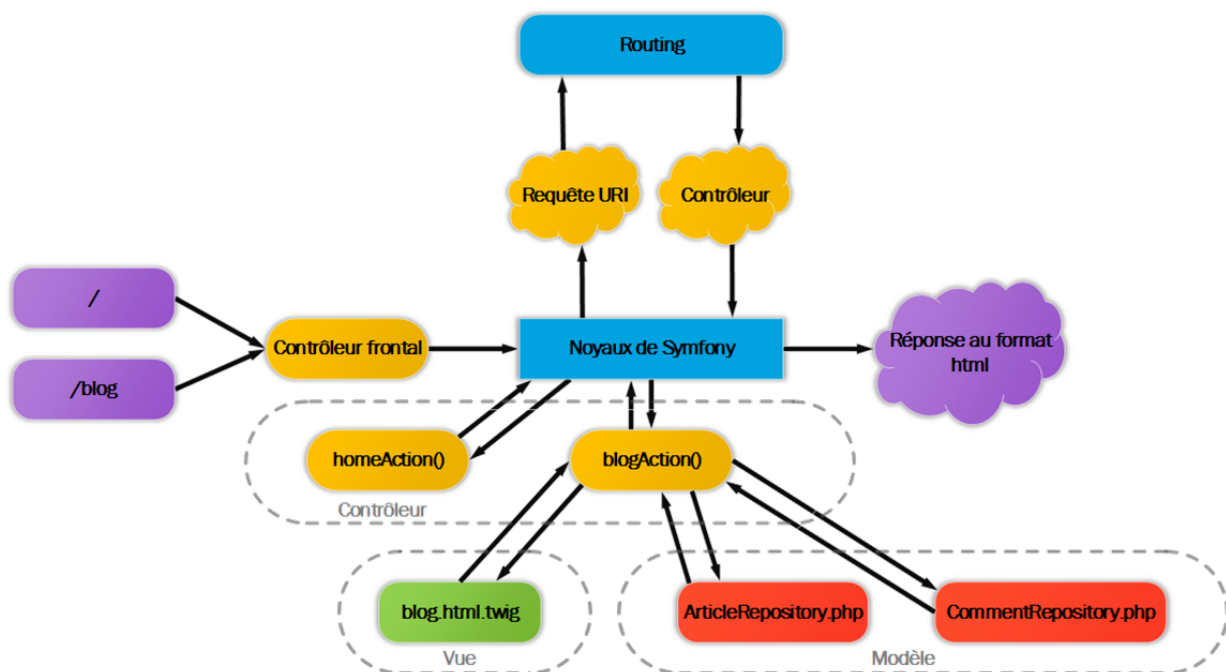 Routing
Requête URI
Contrôleur
/
Contrôleur frontal
Noyaux de Symfony
Réponse au format
html
/blog
homeAction()
blogAction()
Contrôleur
blog.html.twig
ArticleRepository.php
CommentRepository.php
Vue
Modèle